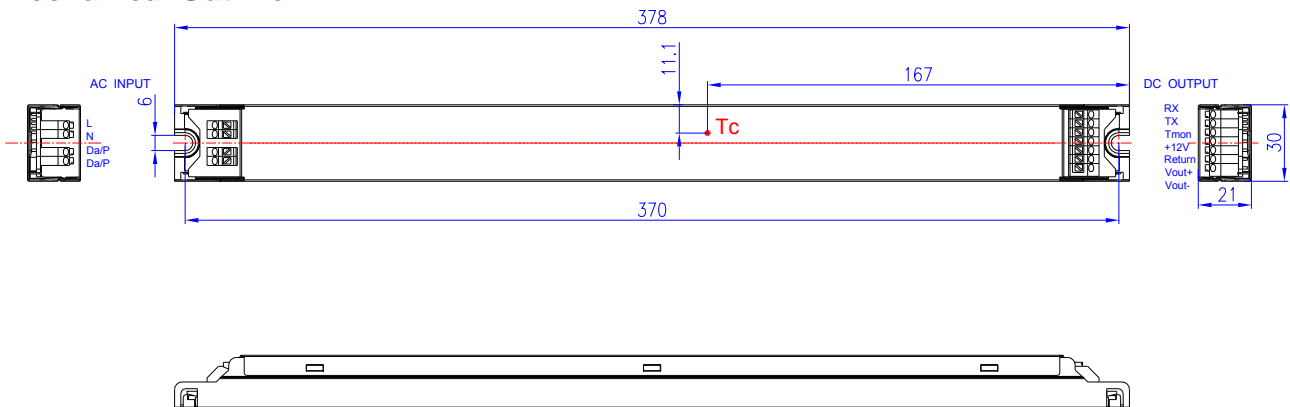 378
11.1
167
AC INPUT
DC OUTPUT
6
L
N
Da/P
Da/P
Tc
RX
TX
Tmon
+12V
Return
Vout+
Vout-
30
21
370